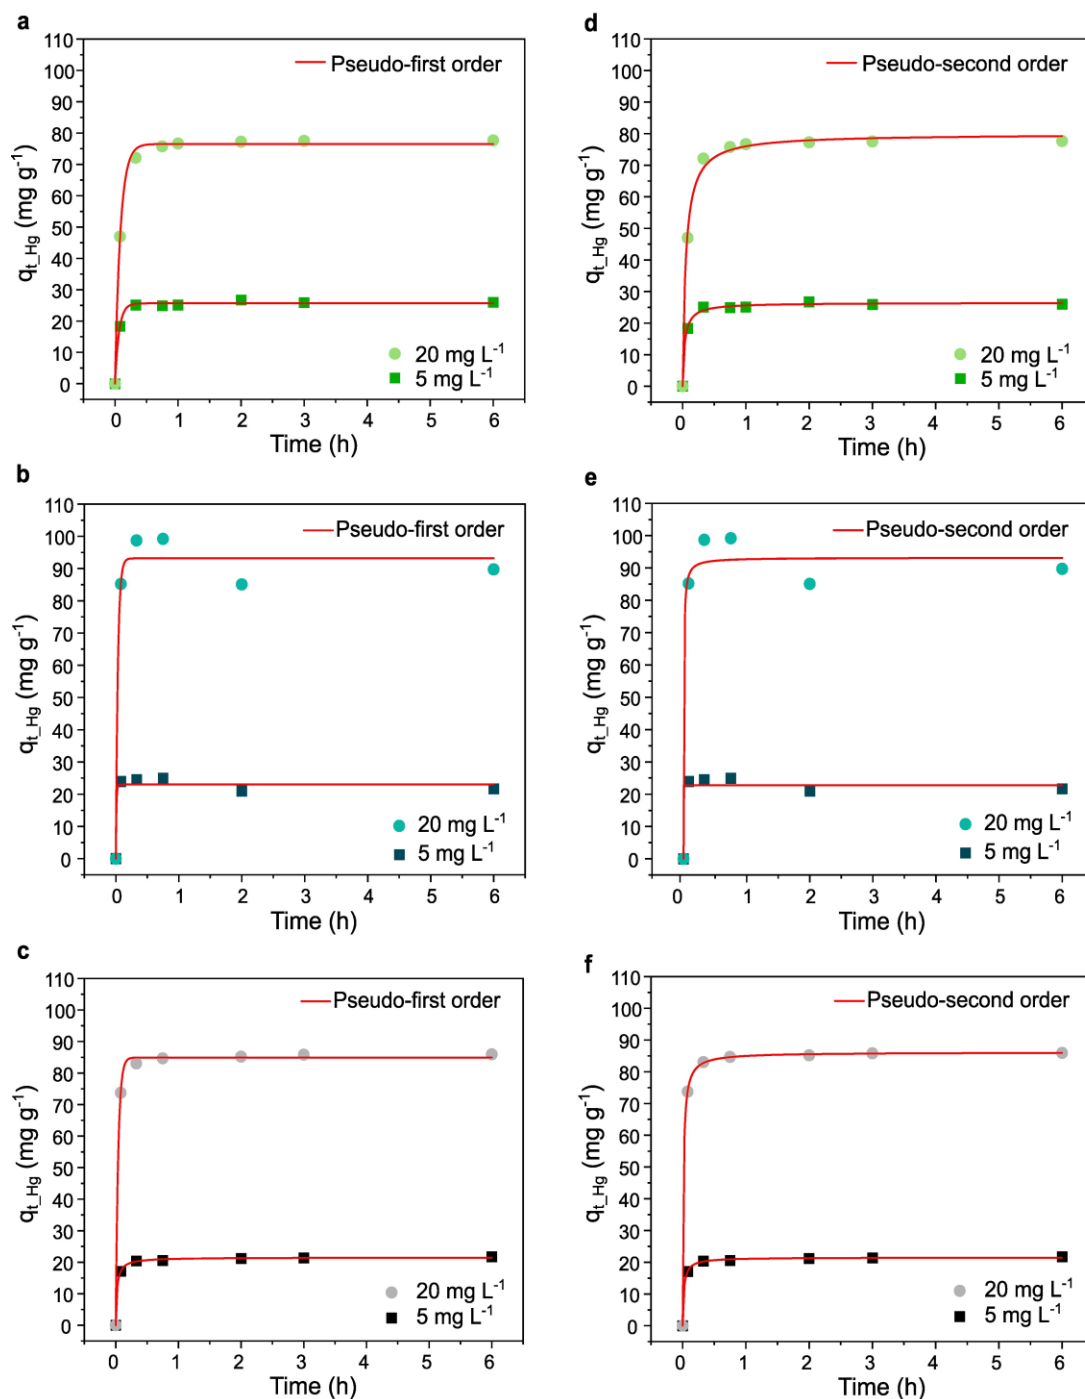 a
110
100
90
80
70
60
50
40
30
20
10
0
q_t_Hg (mg g⁻¹)
Pseudo-first order
20 mg L⁻¹
5 mg L⁻¹
0 1 2 3 4 5 6
Time (h)
d
110
100
90
80
70
60
50
40
30
20
10
0
q_t_Hg (mg g⁻¹)
Pseudo-second order
20 mg L⁻¹
5 mg L⁻¹
0 1 2 3 4 5 6
Time (h)
b
110
100
90
80
70
60
50
40
30
20
10
0
q_t_Hg (mg g⁻¹)
Pseudo-first order
20 mg L⁻¹
5 mg L⁻¹
0 1 2 3 4 5 6
Time (h)
e
110
100
90
80
70
60
50
40
30
20
10
0
q_t_Hg (mg g⁻¹)
Pseudo-second order
20 mg L⁻¹
5 mg L⁻¹
0 1 2 3 4 5 6
Time (h)
c
110
100
90
80
70
60
50
40
30
20
10
0
q_t_Hg (mg g⁻¹)
Pseudo-first order
20 mg L⁻¹
5 mg L⁻¹
0 1 2 3 4 5 6
Time (h)
f
110
100
90
80
70
60
50
40
30
20
10
0
q_t_Hg (mg g⁻¹)
Pseudo-second order
20 mg L⁻¹
5 mg L⁻¹
0 1 2 3 4 5 6
Time (h)